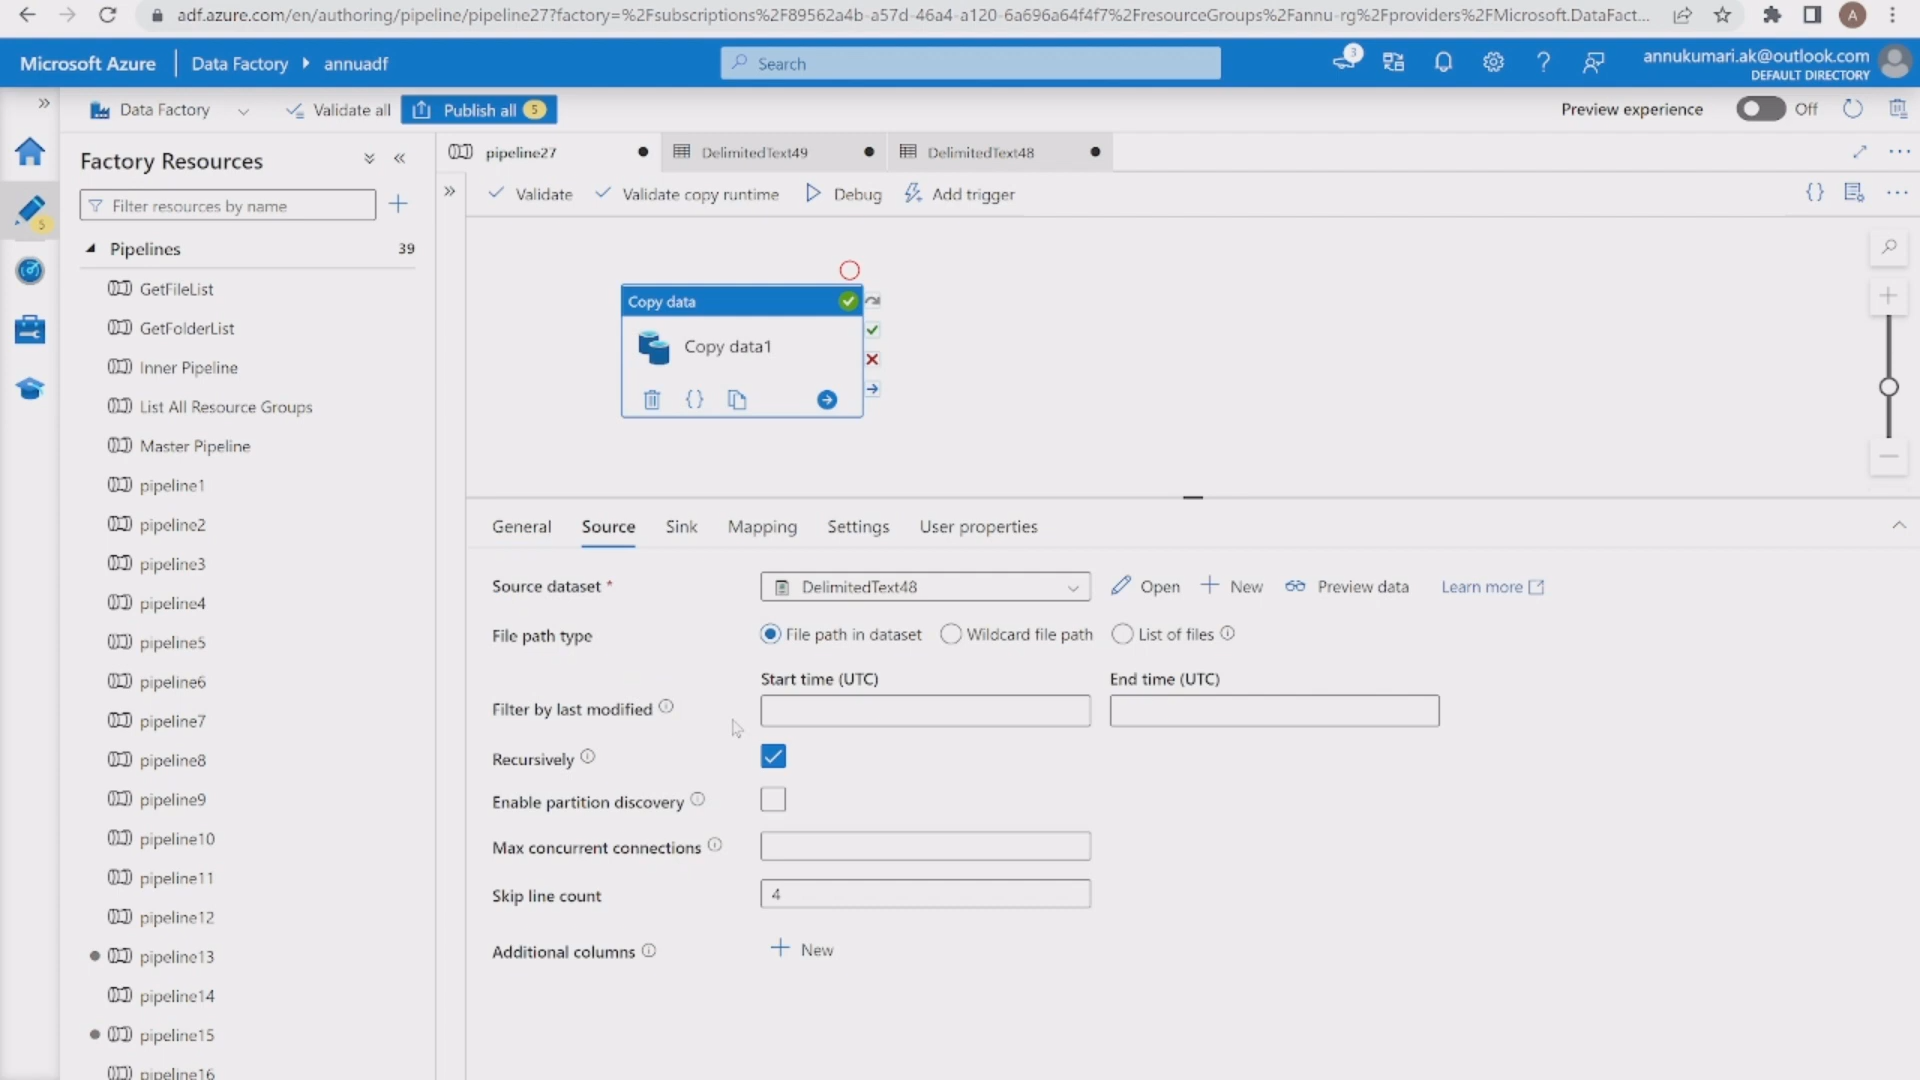 adf.azure.com/en/authoring/pipeline/pipeline27?factory=%2Fsubscriptions%2F89562a4b-a57d-46a4-a120-6a696a64f4f7%2FresourceGroups%2Fannu-rg%2Fproviders%2FMicrosoft.DataFact...
A
Microsoft Azure
Data Factory
annuadf
Search
3
annukumari.ak@outlook.com
DEFAULT DIRECTORY
Data Factory
Validate all
Publish all 5
Preview experience
Off
Factory Resources
Filter resources by name
5
Pipelines 39
GetFileList
GetFolderList
Inner Pipeline
List All Resource Groups
Master Pipeline
pipeline1
pipeline2
pipeline3
pipeline4
pipeline5
pipeline6
pipeline7
pipeline8
pipeline9
pipeline10
pipeline11
pipeline12
pipeline13
pipeline14
pipeline15
pipeline16
pipeline27
DelimitedText49
DelimitedText48
Validate
Validate copy runtime
Debug
Add trigger
Copy data
Copy data1
General
Source
Sink
Mapping
Settings
User properties
Source dataset *
DelimitedText48
Open
New
Preview data
Learn more
File path type
File path in dataset
Wildcard file path
List of files
Start time (UTC)
End time (UTC)
Filter by last modified
Recursively
Enable partition discovery
Max concurrent connections
Skip line count
4
Additional columns
New